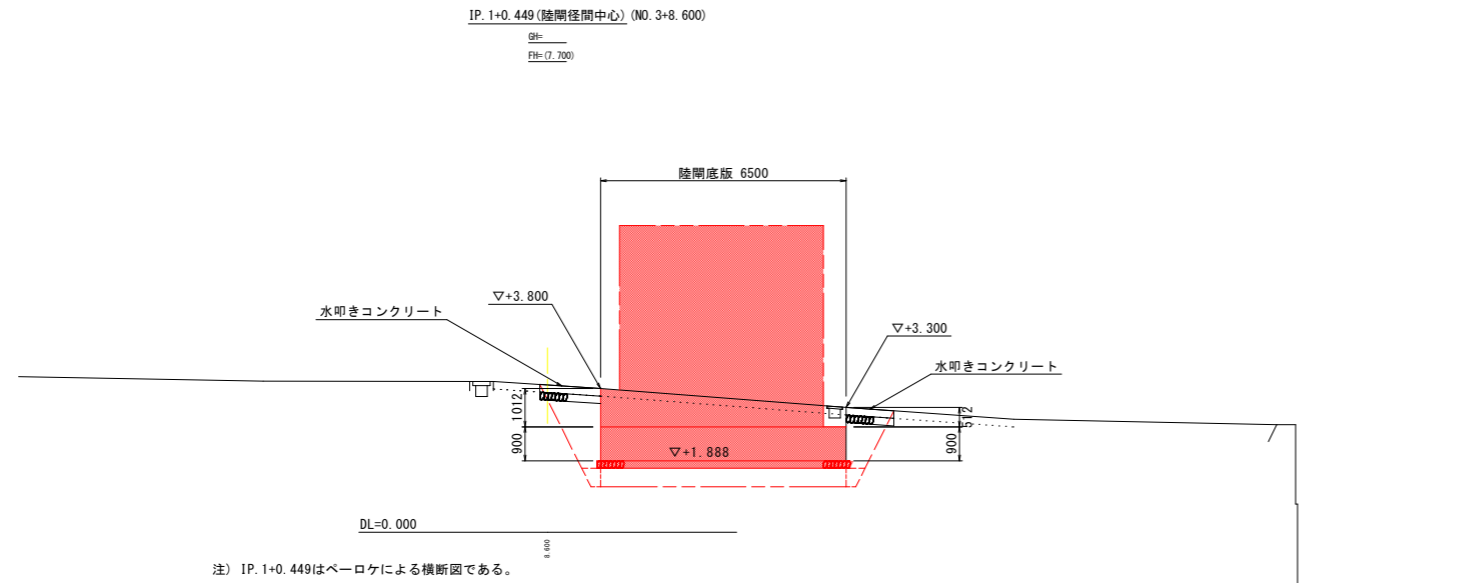 IP.1+0.449(陸閘径間中心)(NO.3+8.600)
GH=
FH=(7.700)
陸閘底版 6500
▽+3.800
水叩きコンクリート
▽+3.300
水叩きコンクリート
1012
512
900
▽+1.888
900
DL=0.000
8.600
注) IP.1+0.449はペーロケによる横断図である。